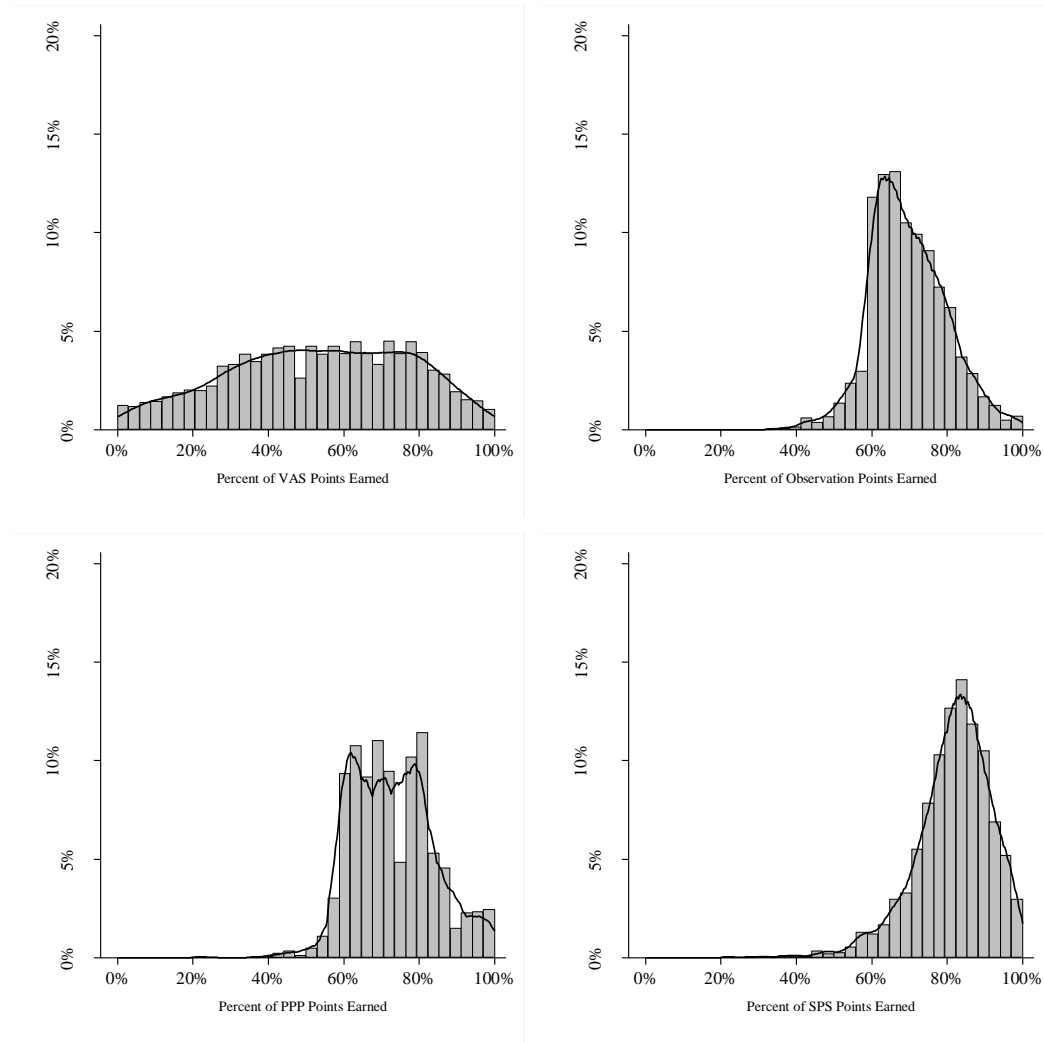 20%
15%
10%
5%
0%
0% 20% 40% 60% 80% 100%
Percent of VAS Points Earned
20%
15%
10%
5%
0%
0% 20% 40% 60% 80% 100%
Percent of Observation Points Earned
20%
15%
10%
5%
0%
0% 20% 40% 60% 80% 100%
Percent of PPP Points Earned
20%
15%
10%
5%
0%
0% 20% 40% 60% 80% 100%
Percent of SPS Points Earned